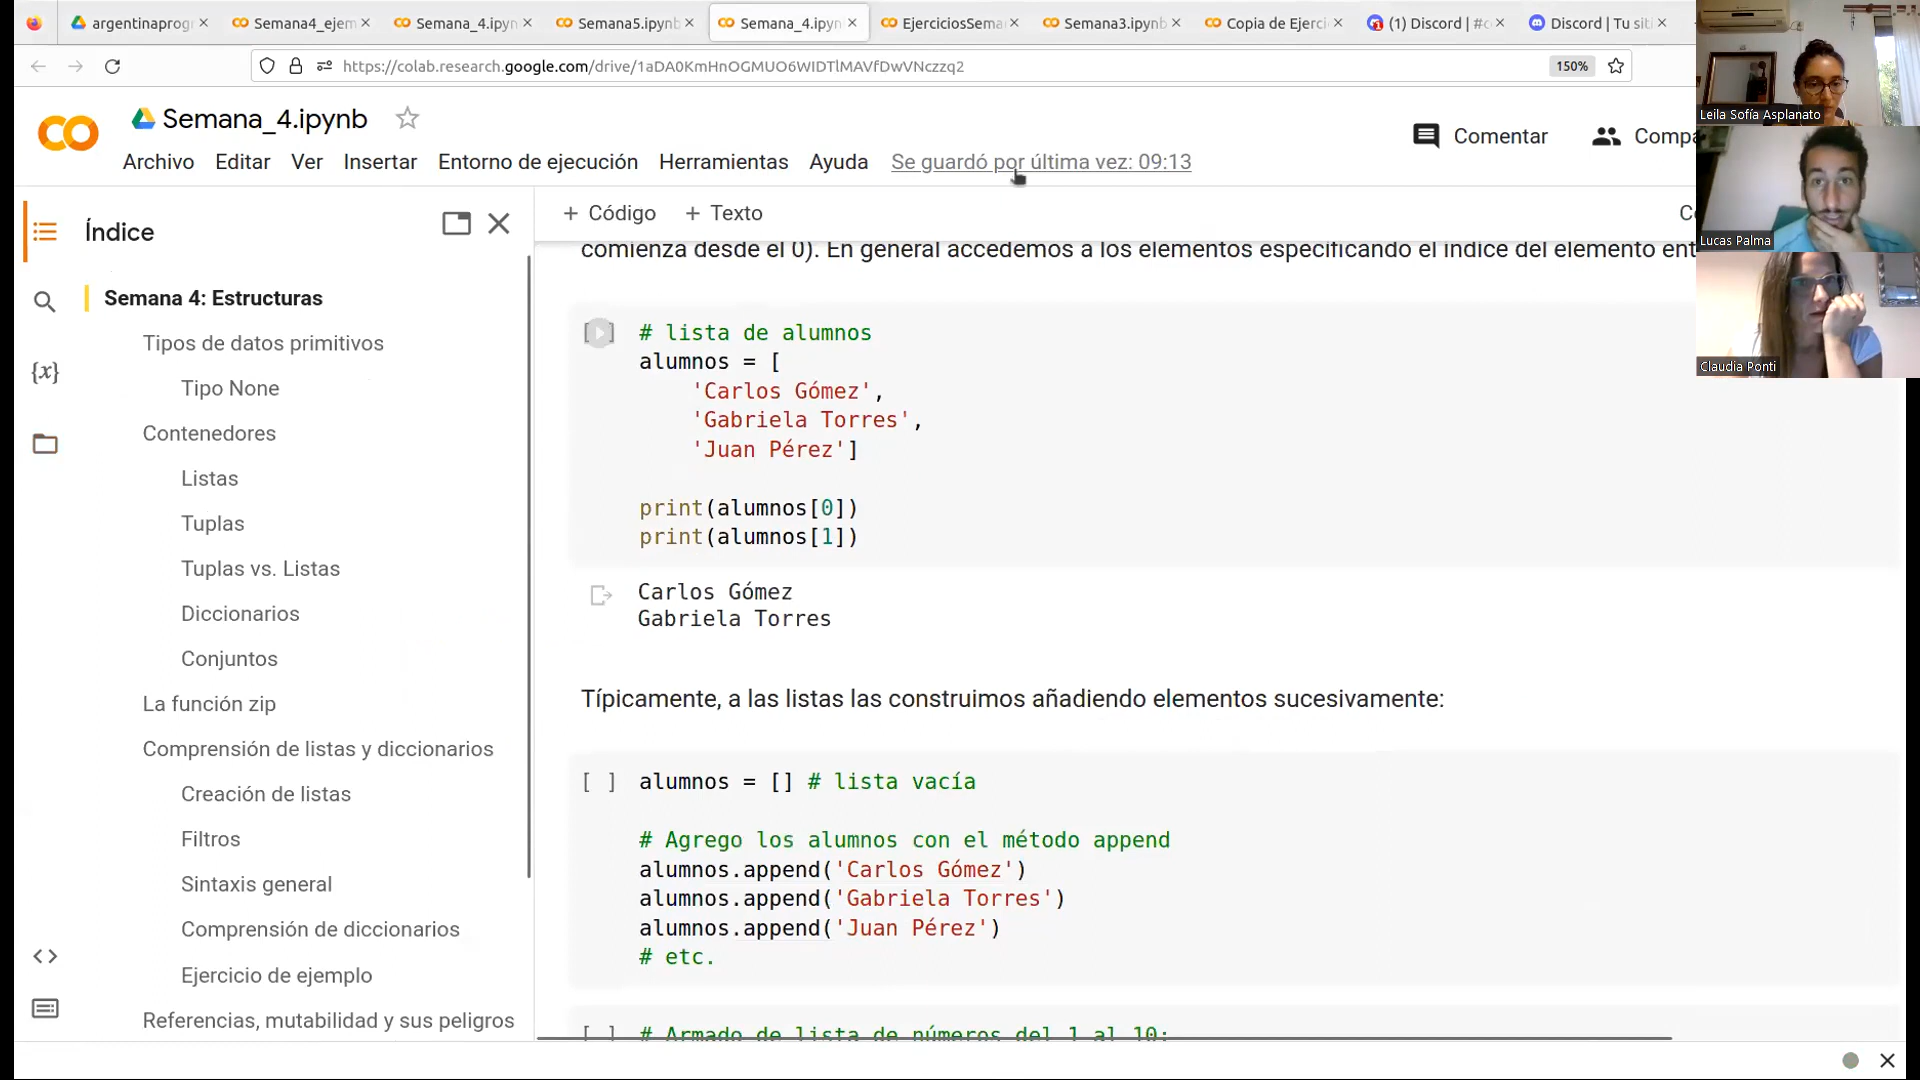 argentinaprog
Semana4_ejem
Semana_4.ipyn
Semana5.ipynb
Semana_4.ipyn
EjerciciosSema
Semana3.ipynb
Copia de Ejerci
(1) Discord | #c
Discord | Tu sit
https://colab.research.google.com/drive/1aDA0KmHnOGMUO6WIDTlMAVfDwVNczzq2
150%
Semana_4.ipynb
Comentar
Compa
Archivo Editar Ver Insertar Entorno de ejecución Herramientas Ayuda Se guardó por última vez: 09:13
Leila Sofía Asplanato
Lucas Palma
Claudia Ponti
Índice
Semana 4: Estructuras
Tipos de datos primitivos
Tipo None
Contenedores
Listas
Tuplas
Tuplas vs. Listas
Diccionarios
Conjuntos
La función zip
Comprensión de listas y diccionarios
Creación de listas
Filtros
Sintaxis general
Comprensión de diccionarios
Ejercicio de ejemplo
Referencias, mutabilidad y sus peligros
+ Código + Texto
comienza desde el 0). En general accedemos a los elementos especificando el índice del elemento ent
[ ] # lista de alumnos
alumnos = [
'Carlos Gómez',
'Gabriela Torres',
'Juan Pérez']
print(alumnos[0])
print(alumnos[1])
Carlos Gómez
Gabriela Torres
Típicamente, a las listas las construimos añadiendo elementos sucesivamente:
[ ] alumnos = [] # lista vacía
# Agrego los alumnos con el método append
alumnos.append('Carlos Gómez')
alumnos.append('Gabriela Torres')
alumnos.append('Juan Pérez')
# etc.
[ ] # Armado de lista de números del 1 al 10: